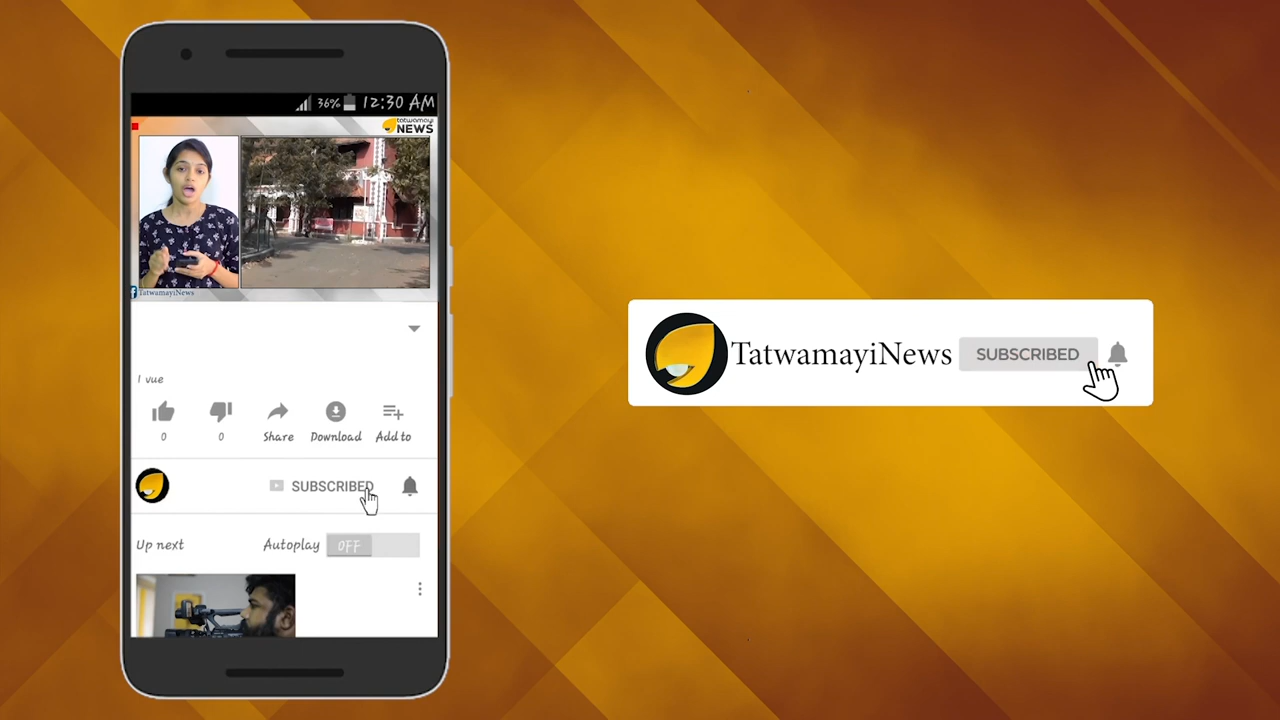 36% 12:30 AM
tatwamayi
NEWS
TatwamayiNews
1 vue
0 0 Share Download Add to
SUBSCRIBED
Up next Autoplay OFF
TatwamayiNews SUBSCRIBED